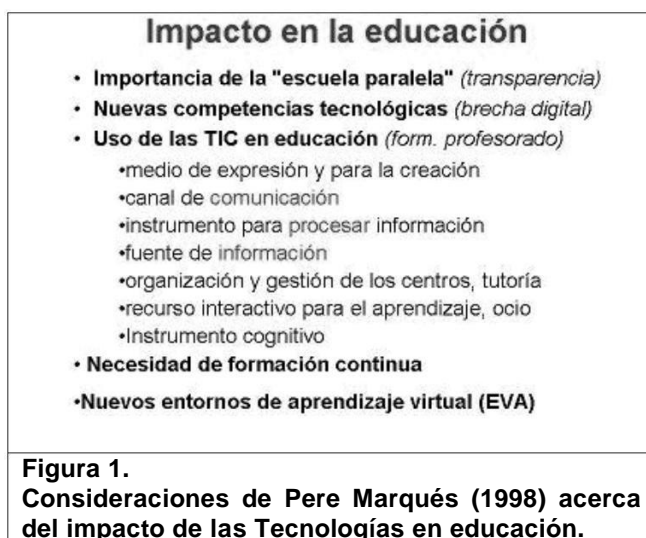 Impacto en la educación
• Importancia de la "escuela paralela" (transparencia)
• Nuevas competencias tecnológicas (brecha digital)
• Uso de las TIC en educación (form. profesorado)
•medio de expresión y para la creación
•canal de comunicación
•instrumento para procesar información
•fuente de información
•organización y gestión de los centros, tutoría
•recurso interactivo para el aprendizaje, ocio
•Instrumento cognitivo
• Necesidad de formación continua
•Nuevos entornos de aprendizaje virtual (EVA)
Figura 1.
Consideraciones de Pere Marqués (1998) acerca
del impacto de las Tecnologías en educación.